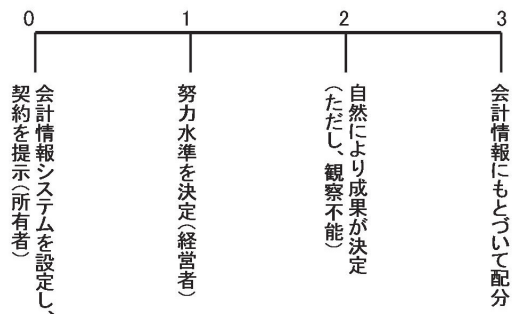 0
1
2
3
会計情報システムを設定し、
契約を提示(所有者)
努力水準を決定(経営者)
自然により成果が決定
(ただし、観察不能)
会計情報にもとづいて配分